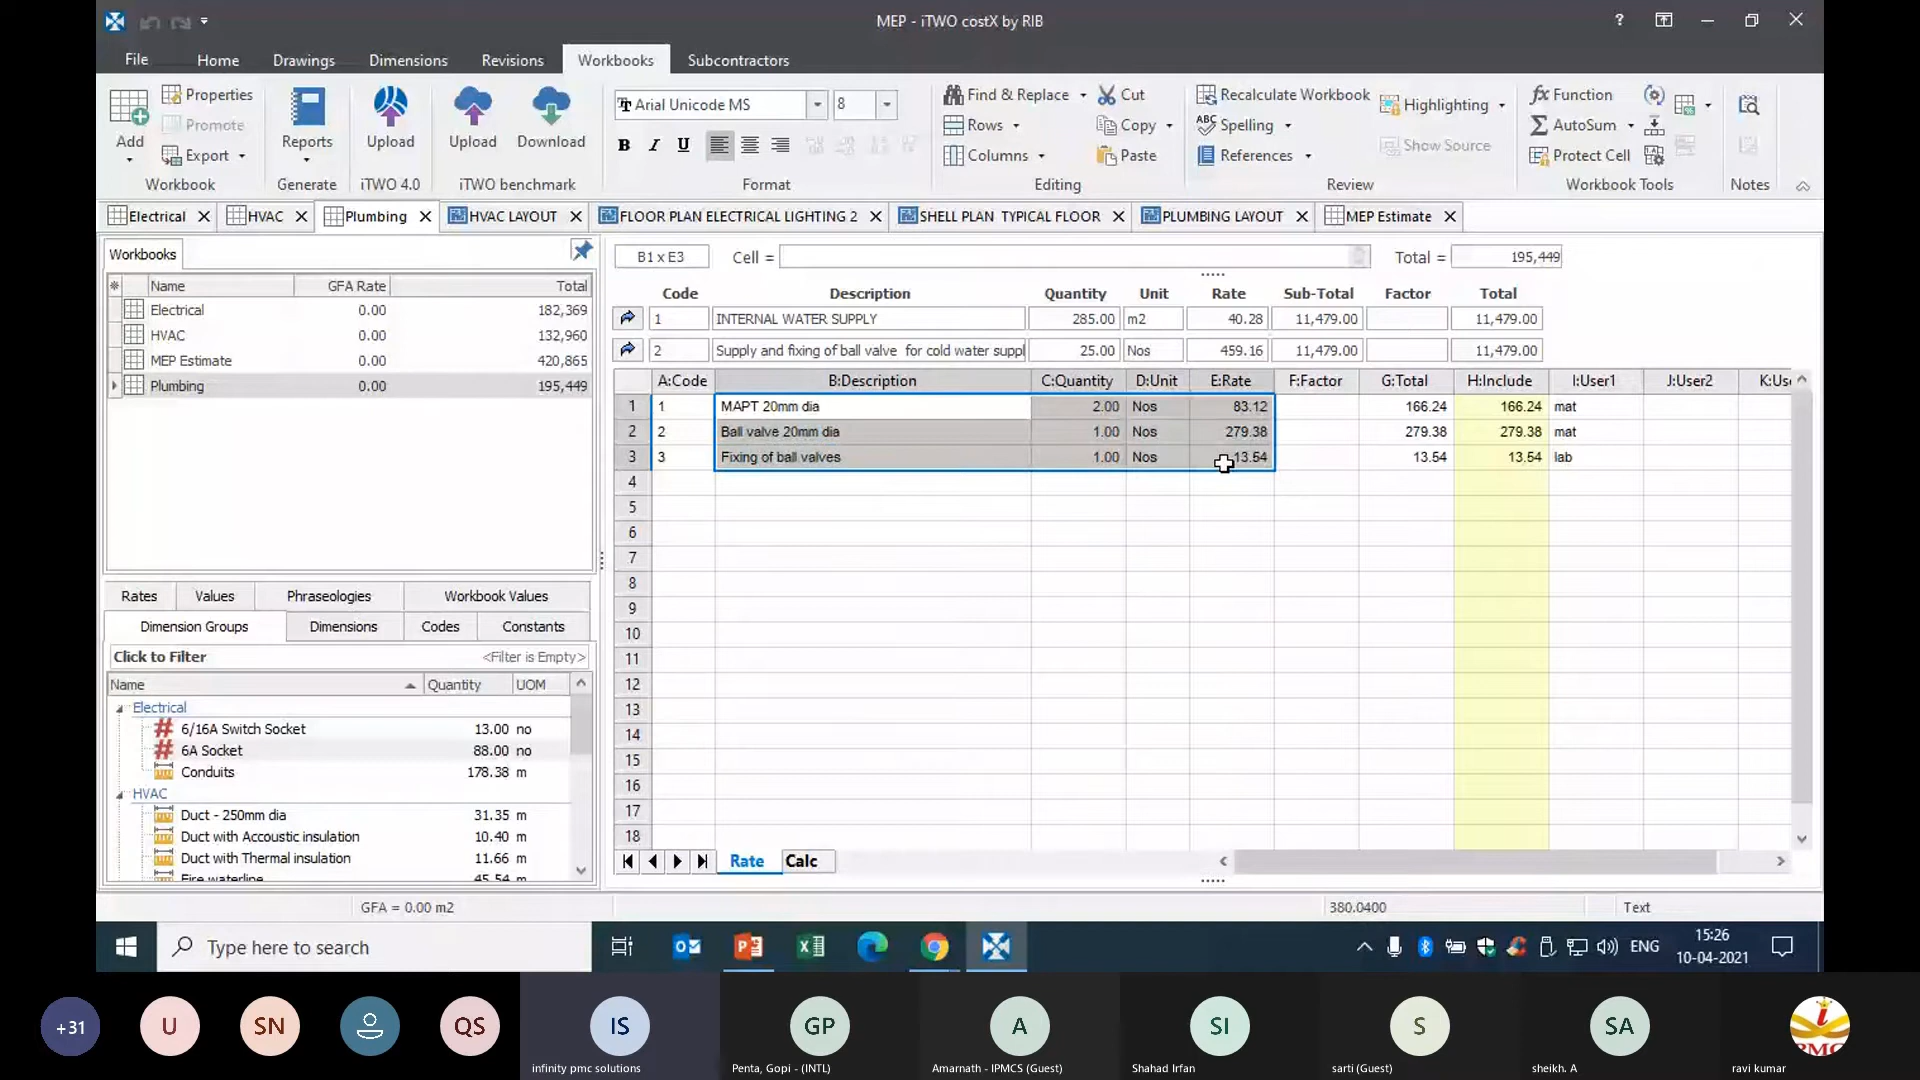 MEP - iTWO costX by RIB
?
File Home Drawings Dimensions Revisions Workbooks Subcontractors
Add
Properties
Promote
Export
Workbook
Reports
Generate
Upload
iTWO 4.0
Upload Download
iTWO benchmark
Arial Unicode MS 8
B I U
Format
Find & Replace
Rows
Columns
Cut
Copy
Paste
Editing
Recalculate Workbook
Spelling
References
Highlighting
Show Source
Review
Function
AutoSum
Protect Cell
Workbook Tools
Notes
Electrical HVAC Plumbing HVAC LAYOUT FLOOR PLAN ELECTRICAL LIGHTING 2 SHELL PLAN TYPICAL FLOOR PLUMBING LAYOUT MEP Estimate
Workbooks
Name GFA Rate Total
Electrical 0.00 182,369
HVAC 0.00 132,960
MEP Estimate 0.00 420,865
Plumbing 0.00 195,449
B1 x E3 Cell = Total = 195,449
Code Description Quantity Unit Rate Sub-Total Factor Total
1 INTERNAL WATER SUPPLY 285.00 m2 40.28 11,479.00 11,479.00
2 Supply and fixing of ball valve for cold water suppl 25.00 Nos 459.16 11,479.00 11,479.00
A:Code B:Description C:Quantity D:Unit E:Rate F:Factor G:Total H:Include I:User1 J:User2
1 1 MAPT 20mm dia 2.00 Nos 83.12 166.24 166.24 mat
2 2 Ball valve 20mm dia 1.00 Nos 279.38 279.38 279.38 mat
3 3 Fixing of ball valves 1.00 Nos 13.54 13.54 13.54 lab
4
5
6
7
8
9
10
11
12
13
14
15
16
17
18
Rate Calc
Rates Values Phraseologies Workbook Values
Dimension Groups Dimensions Codes Constants
Click to Filter <Filter is Empty>
Name Quantity UOM
Electrical
6/16A Switch Socket 13.00 no
6A Socket 88.00 no
Conduits 178.38 m
HVAC
Duct - 250mm dia 31.35 m
Duct with Accoustic insulation 10.40 m
Duct with Thermal insulation 11.66 m
Fire waterline 45.54 m
GFA = 0.00 m2 380.0400 Text
Type here to search
ENG
15:26
10-04-2021
+31 U SN QS IS GP A SI S SA
infinity pmc solutions Penta, Gopi - (INTL) Amarnath - IPMCS (Guest) Shahad Irfan sarti (Guest) sheikh. A ravi kumar